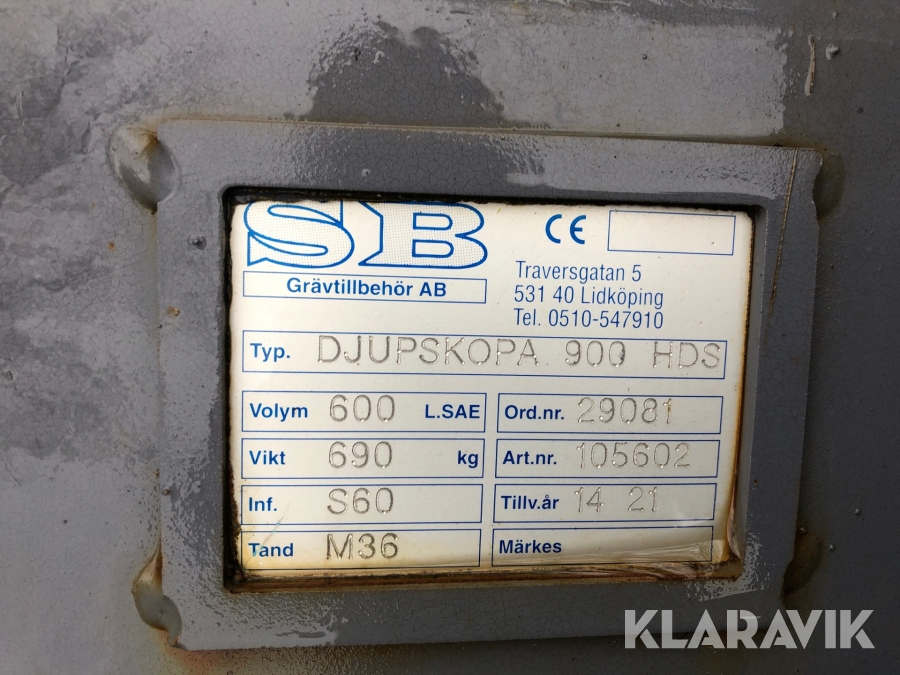 SB
CE
Grävtillbehör AB
Traversgatan 5
531 40 Lidköping
Tel. 0510-547910
Typ. DJUPSKOPA 900 HDS
Volym 600 L.SAE
Ord.nr. 29081
Vikt 690 kg
Art.nr. 105602
Inf. S60
Tillv.år 14 21
Tand M36
Märkes
KLARAVIK